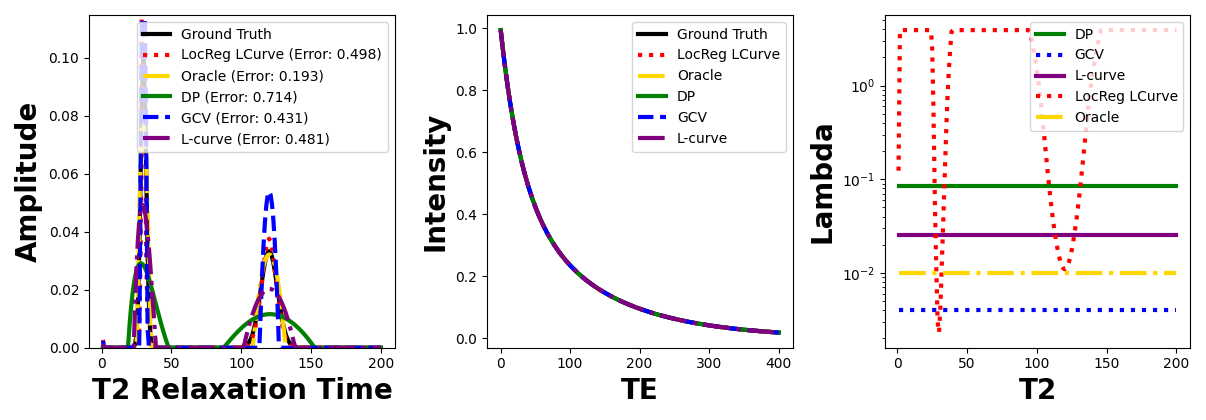 Amplitude
0.10
0.08
0.06
0.04
0.02
0.00
0
50
100
150
200
T2 Relaxation Time
Ground Truth
LocReg LCurve (Error: 0.498)
Oracle (Error: 0.193)
DP (Error: 0.714)
GCV (Error: 0.431)
L-curve (Error: 0.481)
Intensity
1.0
0.8
0.6
0.4
0.2
0.0
0
100
200
300
400
TE
Ground Truth
LocReg LCurve
Oracle
DP
GCV
L-curve
Lambda
10⁰
10⁻¹
10⁻²
0
50
100
150
200
T2
DP
GCV
L-curve
LocReg LCurve
Oracle